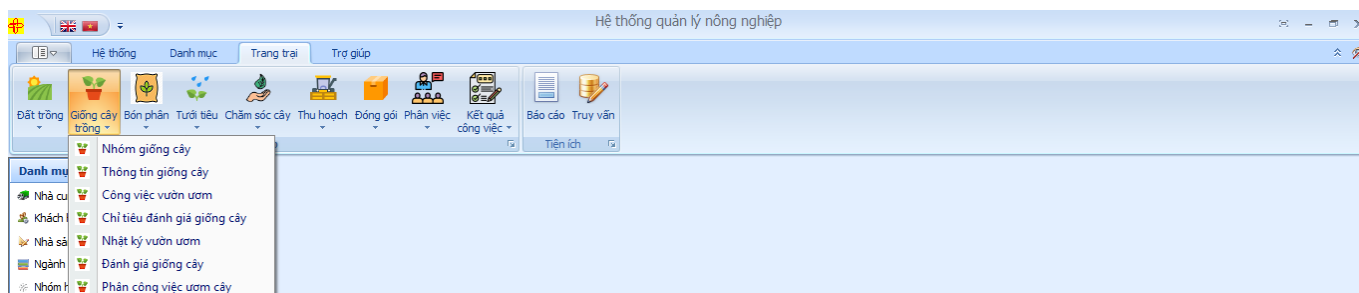 Hệ thống quản lý nông nghiệp
Hệ thống Danh mục Trang trại Trợ giúp
Đất trồng Giống cây trồng Bón phân Tưới tiêu Chăm sóc cây Thu hoạch Đóng gói Phân việc Kết quả công việc Báo cáo Truy vấn
Tiện ích
Nhóm giống cây
Danh mụ
Thông tin giống cây
Nhà cu
Công việc vườn ươm
Khách
Chỉ tiêu đánh giá giống cây
Nhà sả
Nhật ký vườn ươm
Ngành
Đánh giá giống cây
Nhóm
Phân công việc ươm cây